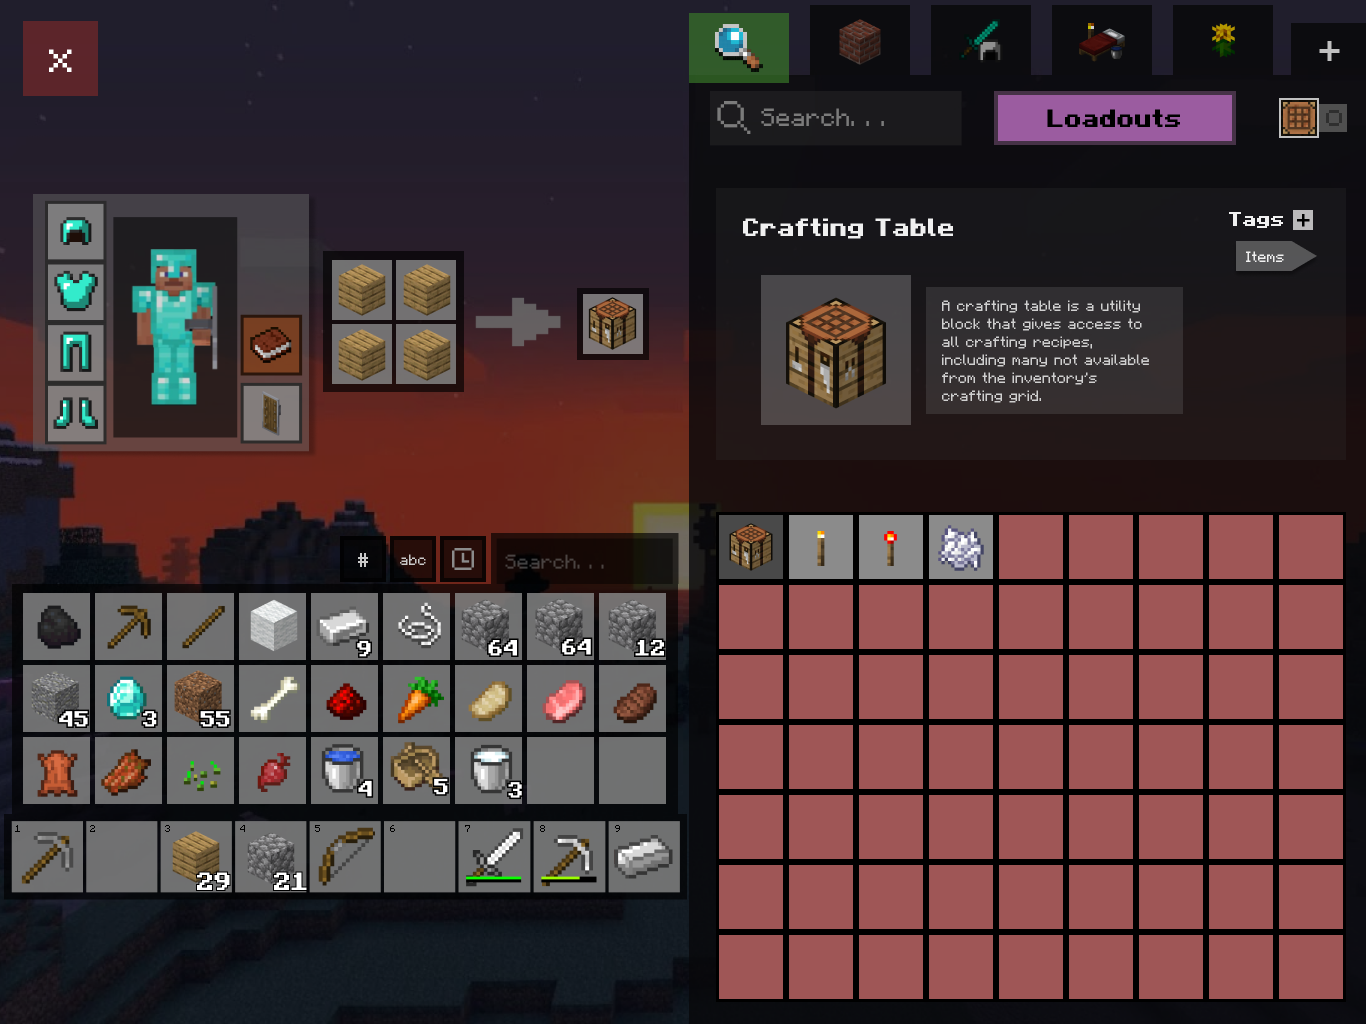 X
+
Search...
Loadouts
Crafting Table
Tags +
Items
A crafting table is a utility
block that gives access to
all crafting recipes,
including many not available
from the inventory's
crafting grid.
# abc Search...
9 64 64 12
45 3 55
4 5 3
1 2 3 4 5 6 7 8 9
29 21